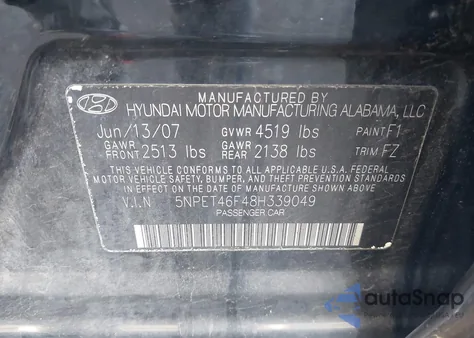 MANUFACTURED BY
HYUNDAI MOTOR MANUFACTURING ALABAMA, LLC
Jun/13/07 GVWR 4519 lbs PAINT F1
GAWR FRONT 2513 lbs GAWR REAR 2138 lbs TRIM FZ
THIS VEHICLE CONFORMS TO ALL APPLICABLE U.S.A. FEDERAL
MOTOR VEHICLE SAFETY, BUMPER, AND THEFT PREVENTION
STANDARDS IN EFFECT ON THE DATE OF MANUFACTURE SHOWN ABOVE.
V.I.N 5NPET46F48H339049
PASSENGER CAR
autoSnap